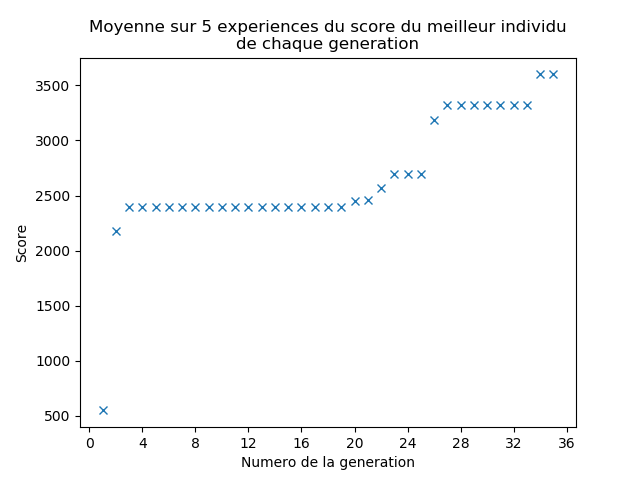 Moyenne sur 5 experiences du score du meilleur individu
de chaque generation
3500
3000
2500
2000
1500
1000
500
Score
0 4 8 12 16 20 24 28 32 36
Numero de la generation